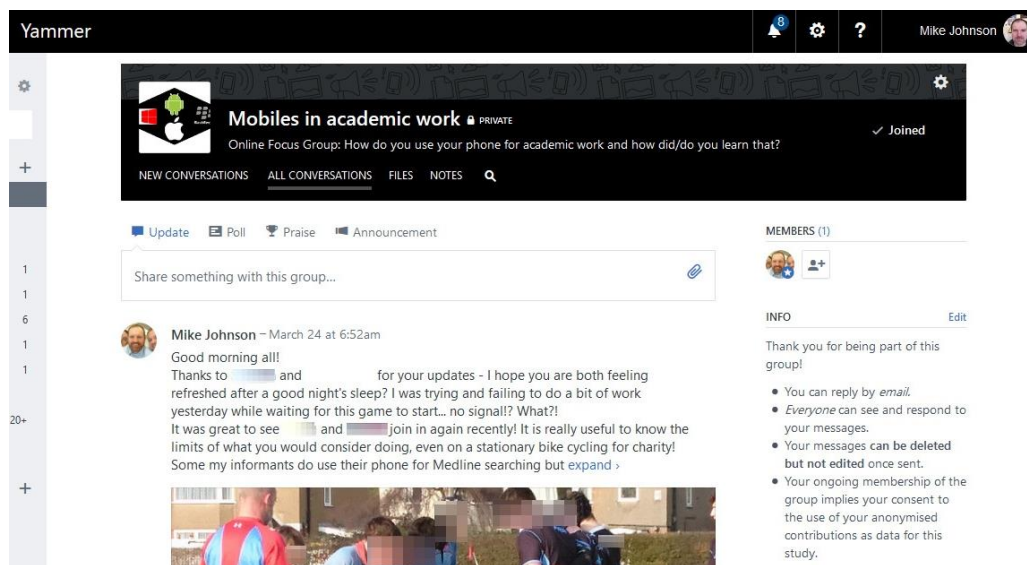 Yammer
8
?
Mike Johnson
Mobiles in academic work PRIVATE
Joined
Online Focus Group: How do you use your phone for academic work and how did/do you learn that?
NEW CONVERSATIONS ALL CONVERSATIONS FILES NOTES
Update Poll Praise Announcement
Share something with this group...
Mike Johnson – March 24 at 6:52am
Good morning all!
Thanks to and for your updates - I hope you are both feeling
refreshed after a good night's sleep? I was trying and failing to do a bit of work
yesterday while waiting for this game to start... no signal!? What?!
It was great to see and join in again recently! It is really useful to know the
limits of what you would consider doing, even on a stationary bike cycling for charity!
Some my informants do use their phone for Medline searching but expand ›
MEMBERS (1)
INFO Edit
Thank you for being part of this
group!
• You can reply by email.
• Everyone can see and respond to
your messages.
• Your messages can be deleted
but not edited once sent.
• Your ongoing membership of the
group implies your consent to
the use of your anonymised
contributions as data for this
study.
+
1
1
6
1
1
20+
+